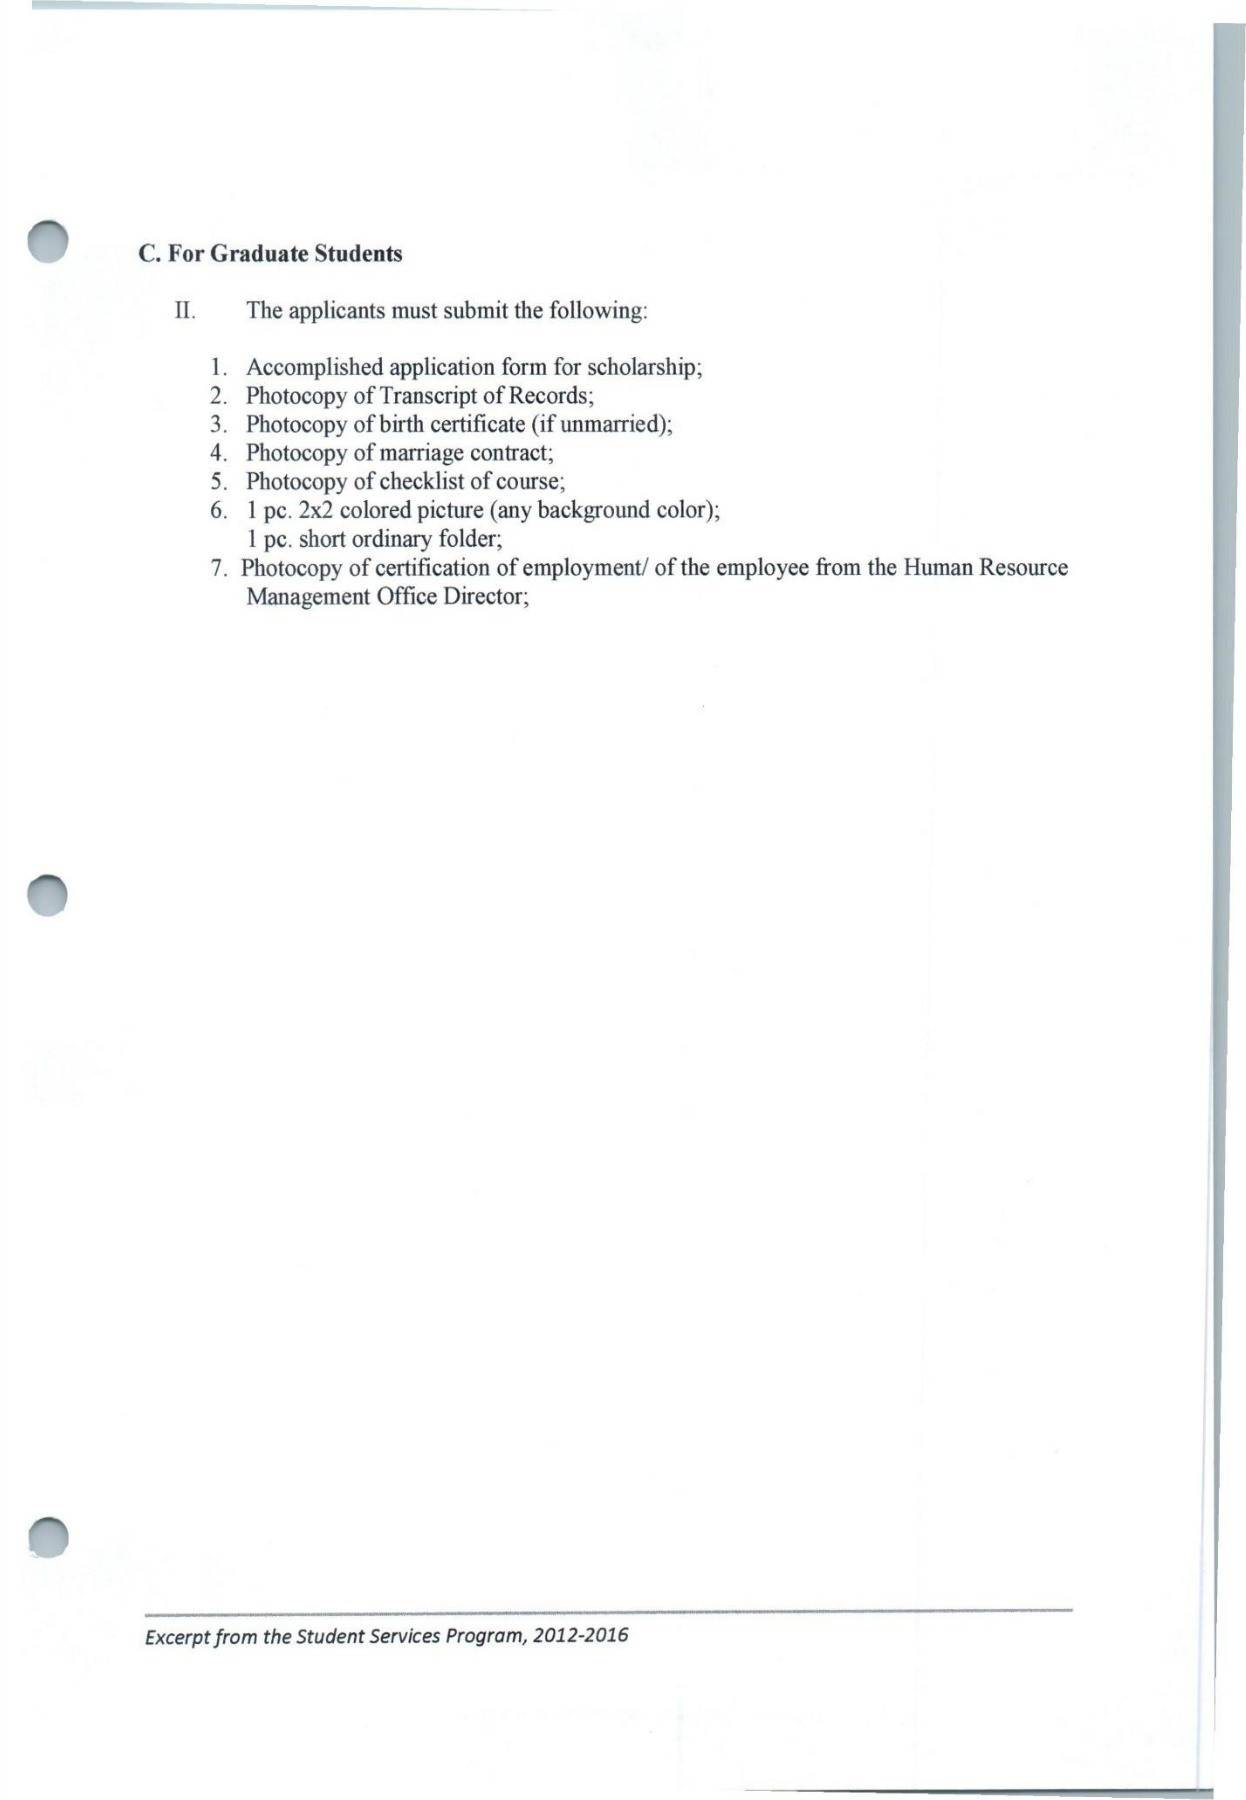 C. For Graduate Students
II. The applicants must submit the following:
1. Accomplished application form for scholarship;
2. Photocopy of Transcript of Records;
3. Photocopy of birth certificate (if unmarried);
4. Photocopy of marriage contract;
5. Photocopy of checklist of course;
6. 1 pc. 2x2 colored picture (any background color);
1 pc. short ordinary folder;
7. Photocopy of certification of employment/ of the employee from the Human Resource
Management Office Director;
Excerpt from the Student Services Program, 2012-2016